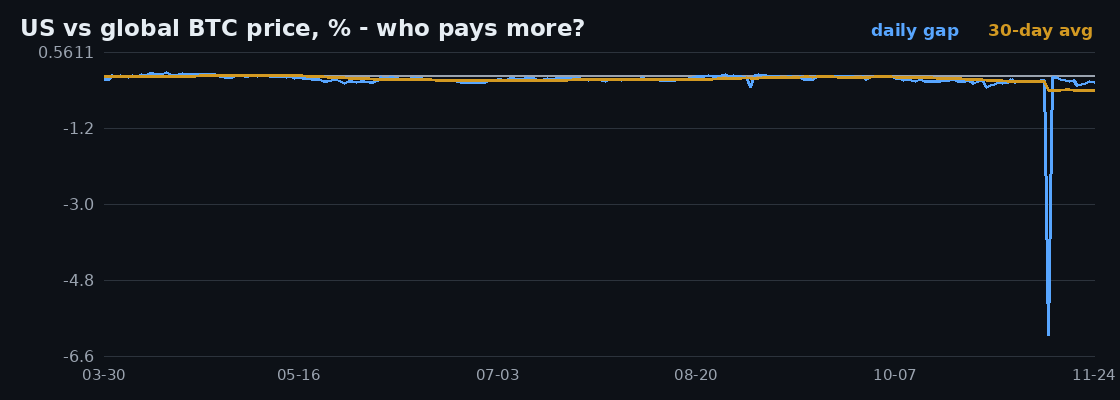 US vs global BTC price, % - who pays more?
daily gap 30-day avg
0.5611
-1.2
-3.0
-4.8
-6.6
03-30 05-16 07-03 08-20 10-07 11-24